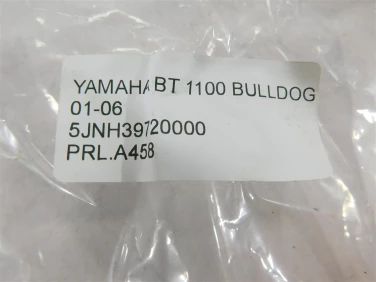 YAMAHA BT 1100 BULLDOG
01-06
5JNH39720000
PRL.A458